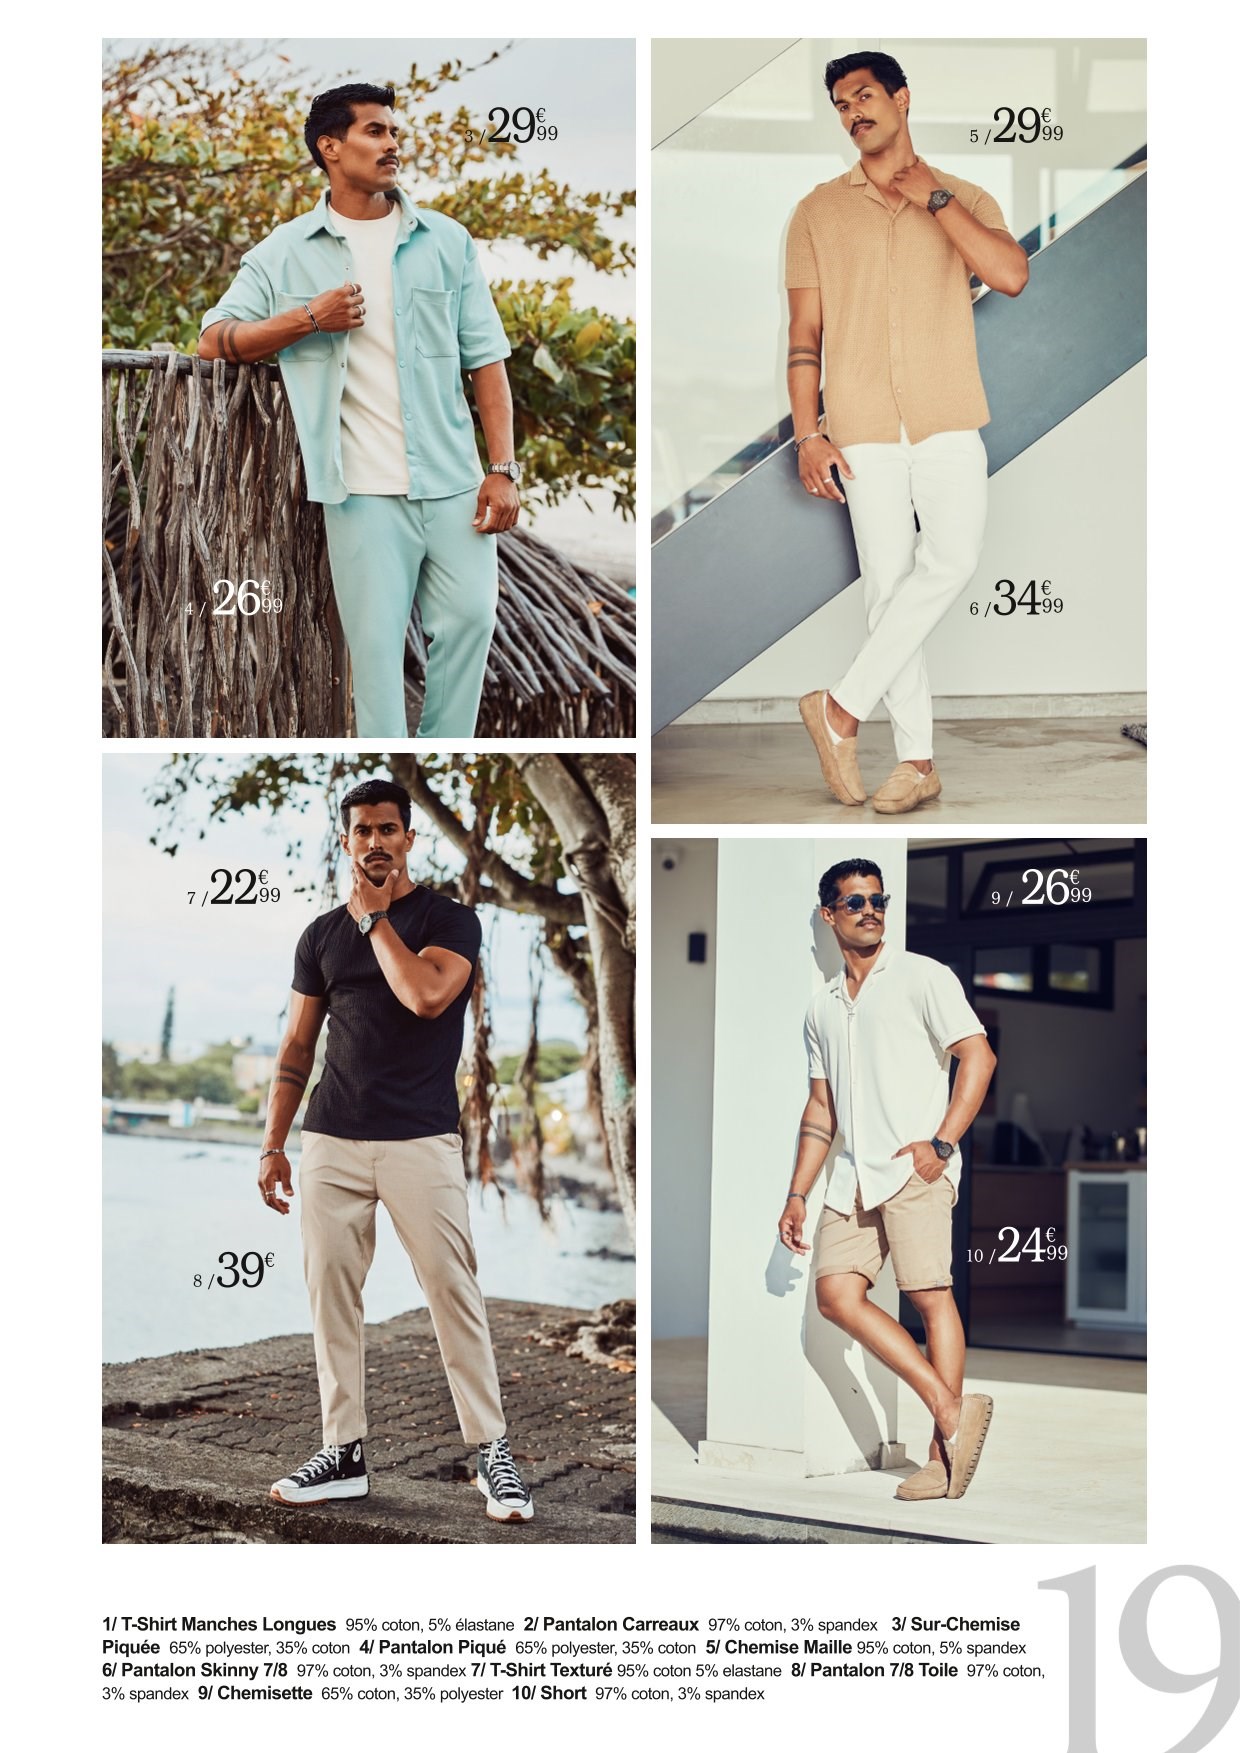 3 / 29€99
5 / 29€99
4 / 26€99
6 / 34€99
7 / 22€99
9 / 26€99
8 / 39€
10 / 24€99
1/ T-Shirt Manches Longues 95% coton, 5% élastane 2/ Pantalon Carreaux 97% coton, 3% spandex 3/ Sur-Chemise
Piquée 65% polyester, 35% coton 4/ Pantalon Piqué 65% polyester, 35% coton 5/ Chemise Maille 95% coton, 5% spandex
6/ Pantalon Skinny 7/8 97% coton, 3% spandex 7/ T-Shirt Texturé 95% coton 5% elastane 8/ Pantalon 7/8 Toile 97% coton,
3% spandex 9/ Chemisette 65% coton, 35% polyester 10/ Short 97% coton, 3% spandex
19